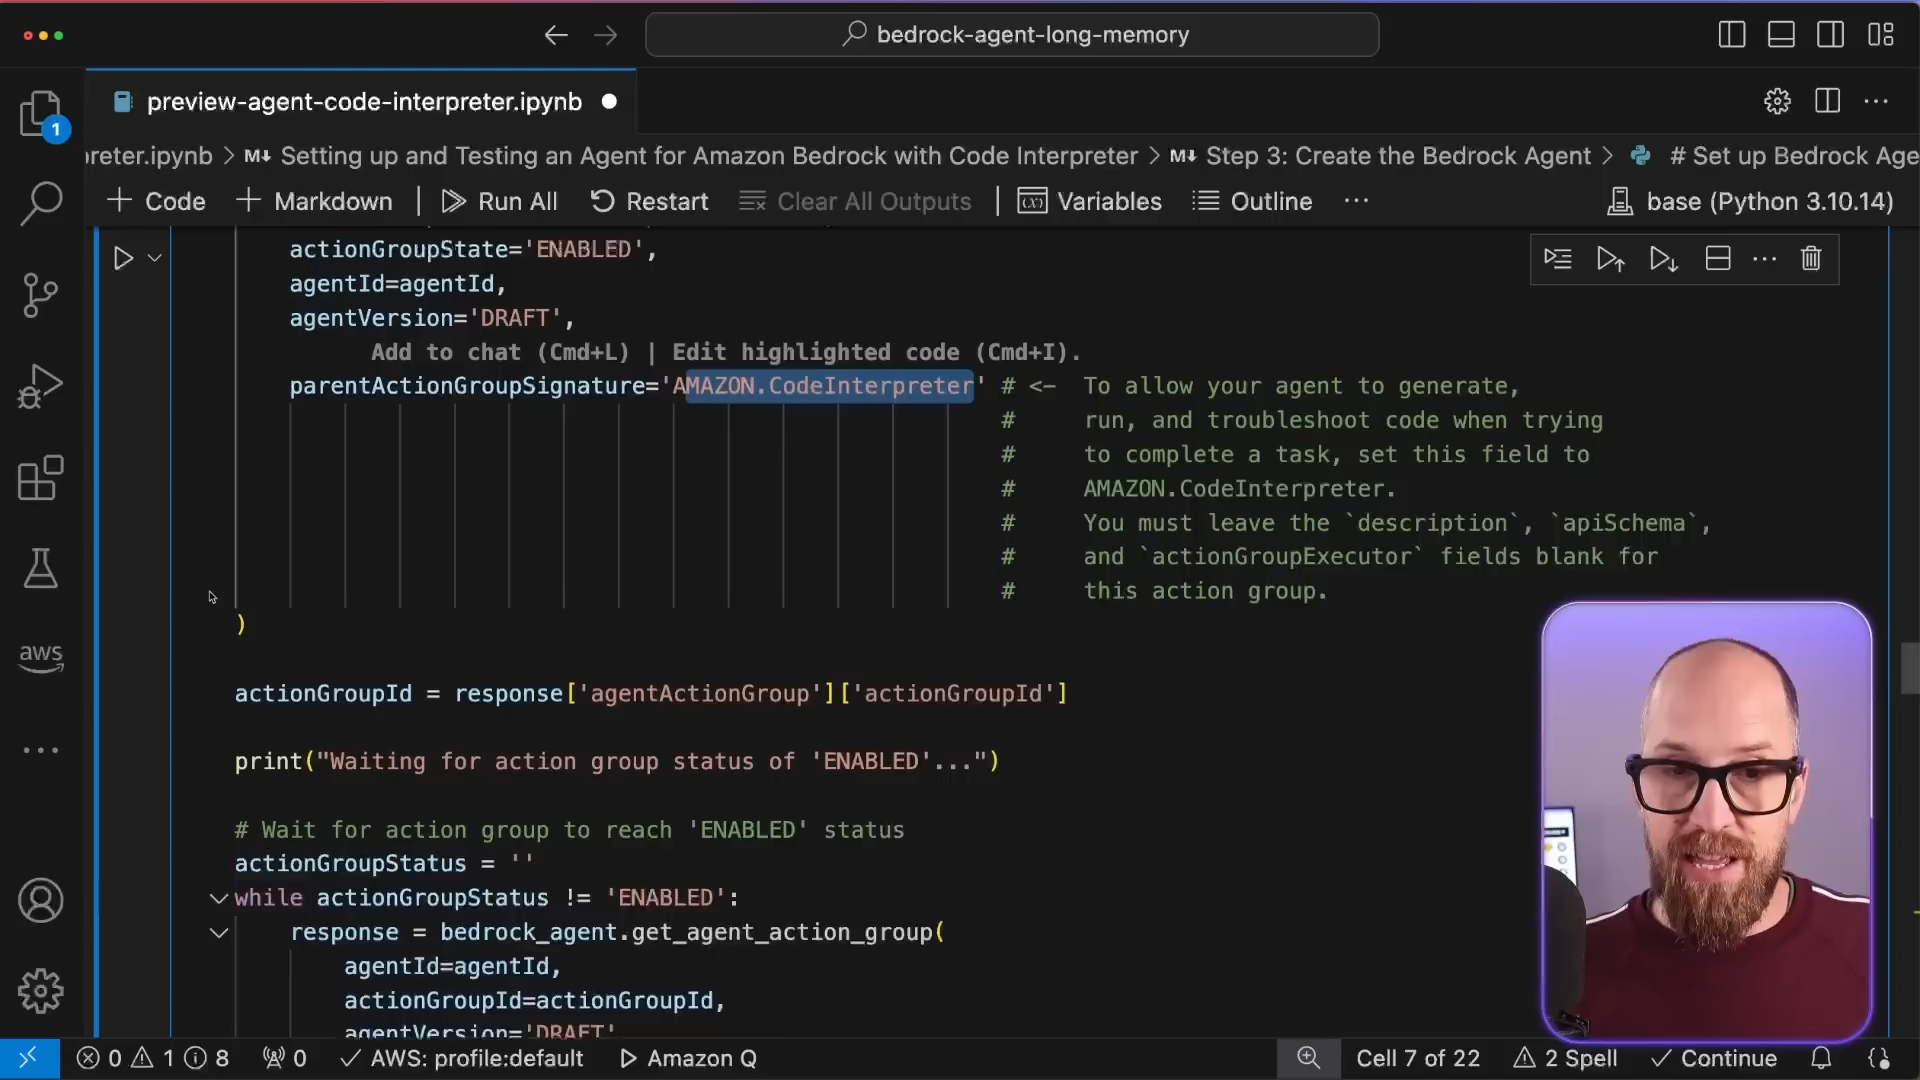 bedrock-agent-long-memory
preview-agent-code-interpreter.ipynb
1
preter.ipynb > M↓ Setting up and Testing an Agent for Amazon Bedrock with Code Interpreter > M↓ Step 3: Create the Bedrock Agent > # Set up Bedrock Age
+ Code + Markdown | Run All Restart Clear All Outputs | Variables Outline ··· base (Python 3.10.14)
actionGroupState='ENABLED',
agentId=agentId,
agentVersion='DRAFT',
Add to chat (Cmd+L) | Edit highlighted code (Cmd+I).
parentActionGroupSignature='AMAZON.CodeInterpreter' # <- To allow your agent to generate,
# run, and troubleshoot code when trying
# to complete a task, set this field to
# AMAZON.CodeInterpreter.
# You must leave the `description`, `apiSchema`,
# and `actionGroupExecutor` fields blank for
# this action group.
)
aws
actionGroupId = response['agentActionGroup']['actionGroupId']
print("Waiting for action group status of 'ENABLED'...")
# Wait for action group to reach 'ENABLED' status
actionGroupStatus = ''
while actionGroupStatus != 'ENABLED':
response = bedrock_agent.get_agent_action_group(
agentId=agentId,
actionGroupId=actionGroupId,
agentVersion='DRAFT'
0 1 8 0 AWS: profile:default Amazon Q Cell 7 of 22 2 Spell Continue